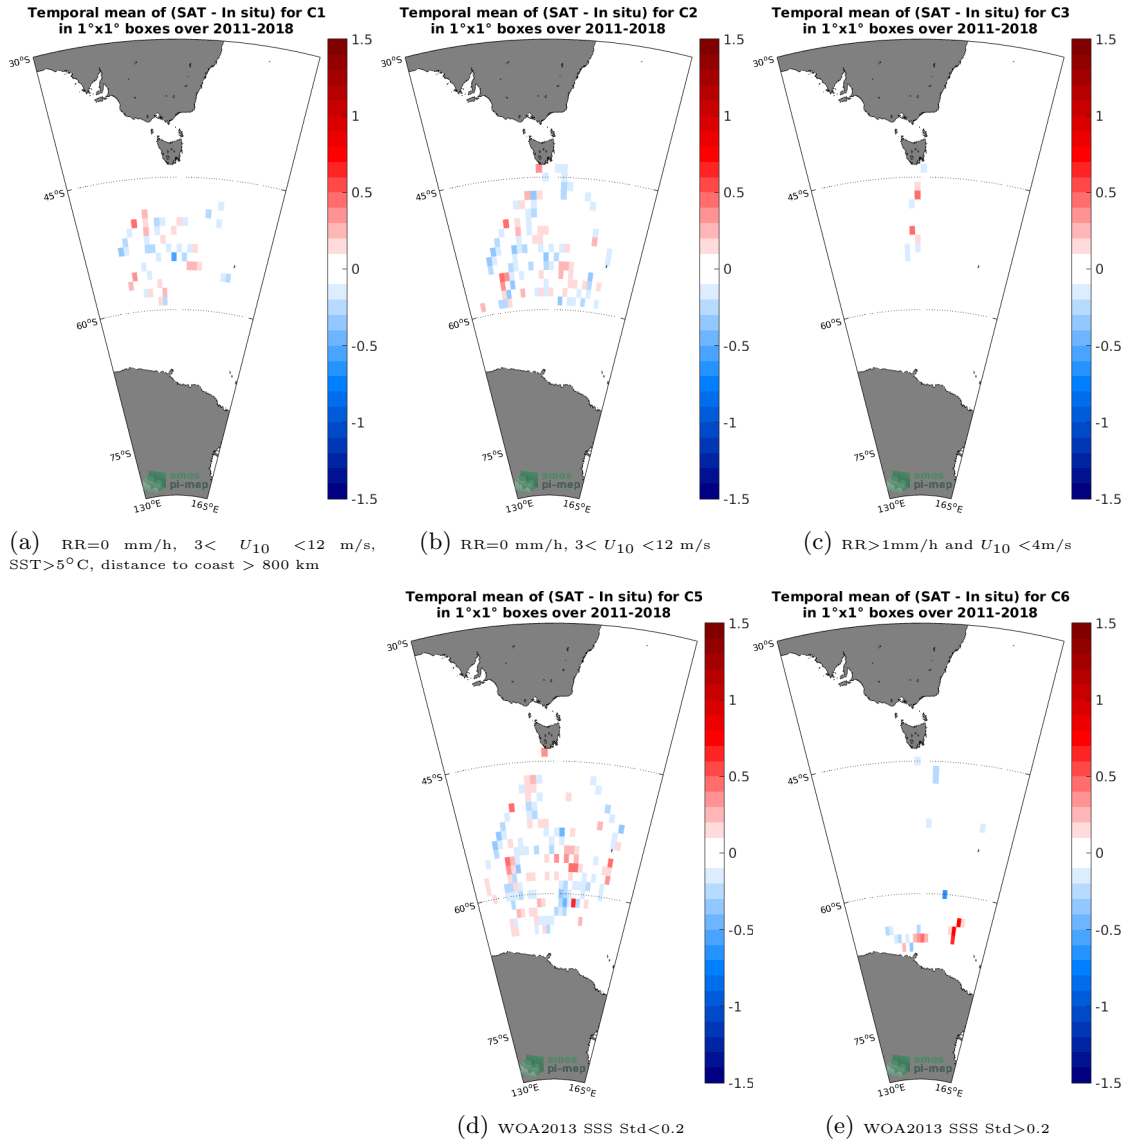 Temporal mean of (SAT - In situ) for C1
in 1°x1° boxes over 2011-2018
30°S
45°S
60°S
75°S
130°E
165°E
1.5
1
0.5
0
-0.5
-1
-1.5
smos
pi-mep
(a) RR=0 mm/h, 3< U10 <12 m/s,
SST>5°C, distance to coast > 800 km
Temporal mean of (SAT - In situ) for C2
in 1°x1° boxes over 2011-2018
30°S
45°S
60°S
75°S
130°E
165°E
1.5
1
0.5
0
-0.5
-1
-1.5
smos
pi-mep
(b) RR=0 mm/h, 3< U10 <12 m/s
Temporal mean of (SAT - In situ) for C3
in 1°x1° boxes over 2011-2018
30°S
45°S
60°S
75°S
130°E
165°E
1.5
1
0.5
0
-0.5
-1
-1.5
smos
pi-mep
(c) RR>1mm/h and U10 <4m/s
Temporal mean of (SAT - In situ) for C5
in 1°x1° boxes over 2011-2018
30°S
45°S
60°S
75°S
130°E
165°E
1.5
1
0.5
0
-0.5
-1
-1.5
smos
pi-mep
(d) WOA2013 SSS Std<0.2
Temporal mean of (SAT - In situ) for C6
in 1°x1° boxes over 2011-2018
30°S
45°S
60°S
75°S
130°E
165°E
1.5
1
0.5
0
-0.5
-1
-1.5
smos
pi-mep
(e) WOA2013 SSS Std>0.2